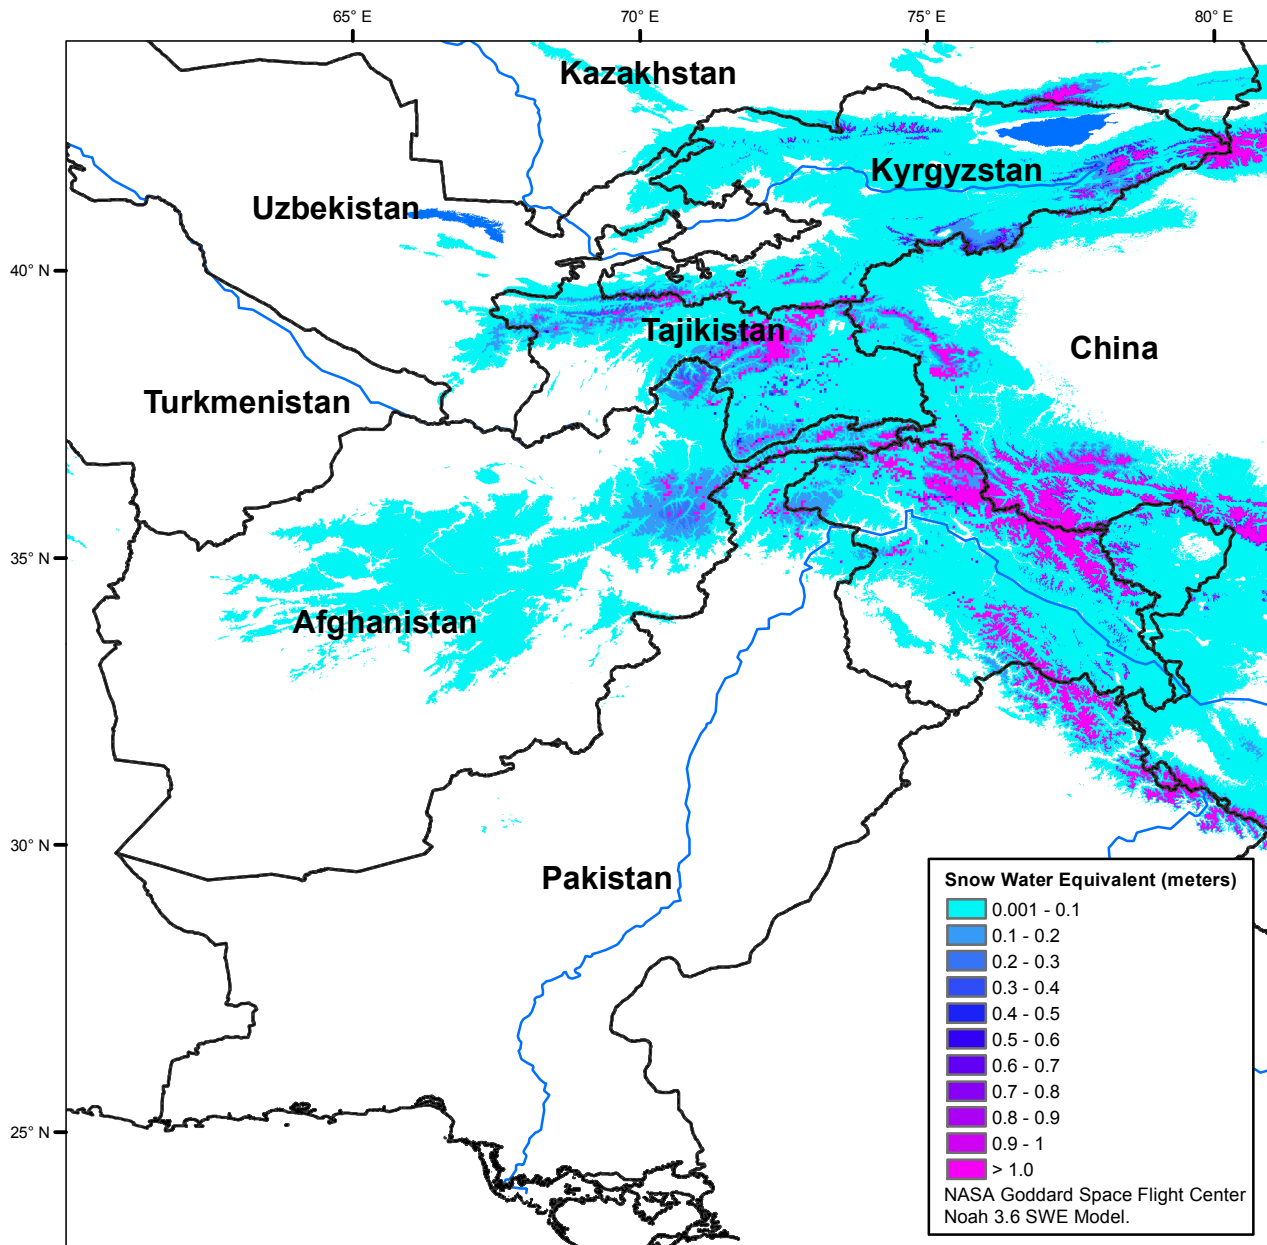 65° E
70° E
75° E
80° E
Kazakhstan
Kyrgyzstan
Uzbekistan
40° N
Tajikistan
China
Turkmenistan
35° N
Afghanistan
30° N
Pakistan
Snow Water Equivalent (meters)
0.001 - 0.1
0.1 - 0.2
0.2 - 0.3
0.3 - 0.4
0.4 - 0.5
0.5 - 0.6
0.6 - 0.7
0.7 - 0.8
0.8 - 0.9
0.9 - 1
> 1.0
NASA Goddard Space Flight Center
Noah 3.6 SWE Model.
25° N